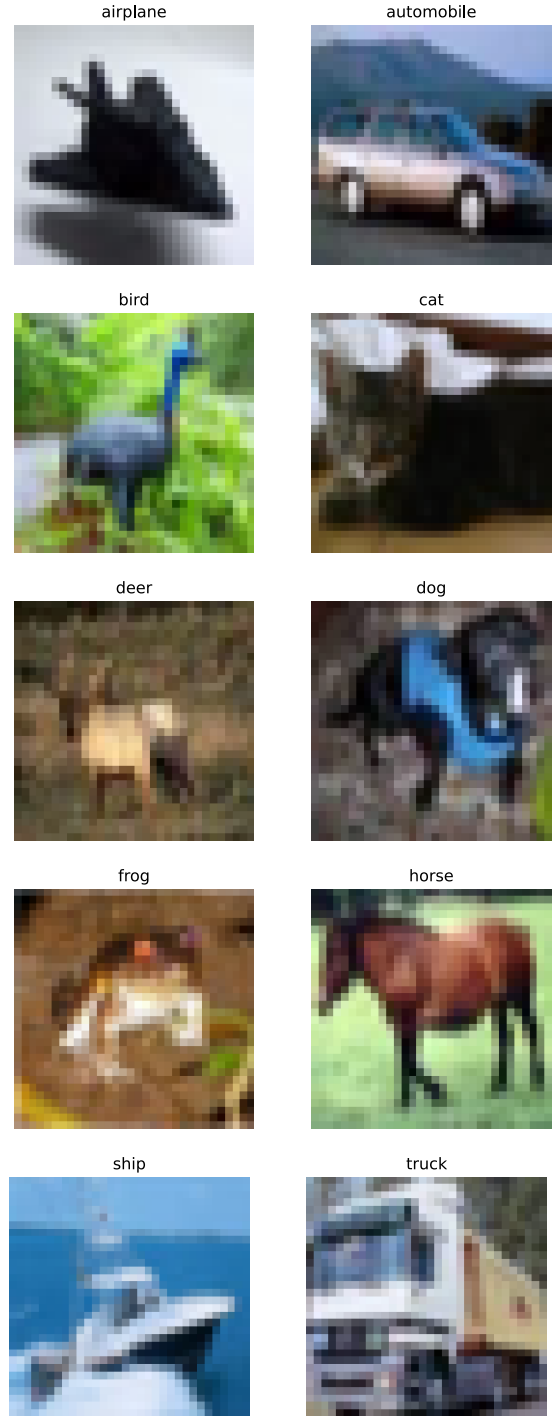 airplane
automobile
bird
cat
deer
dog
frog
horse
ship
truck